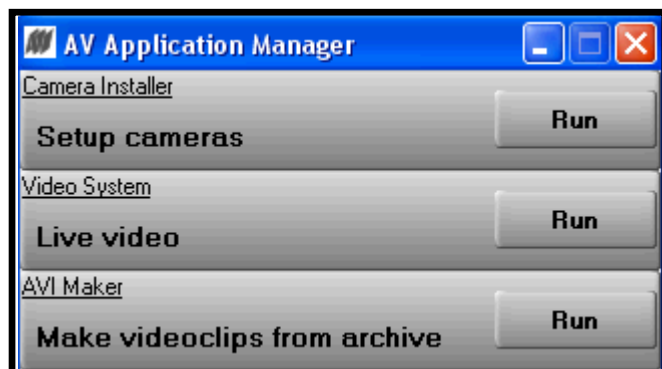 AV Application Manager
Camera Installer
Setup cameras
Run
Video System
Live video
Run
AVI Maker
Make videoclips from archive
Run